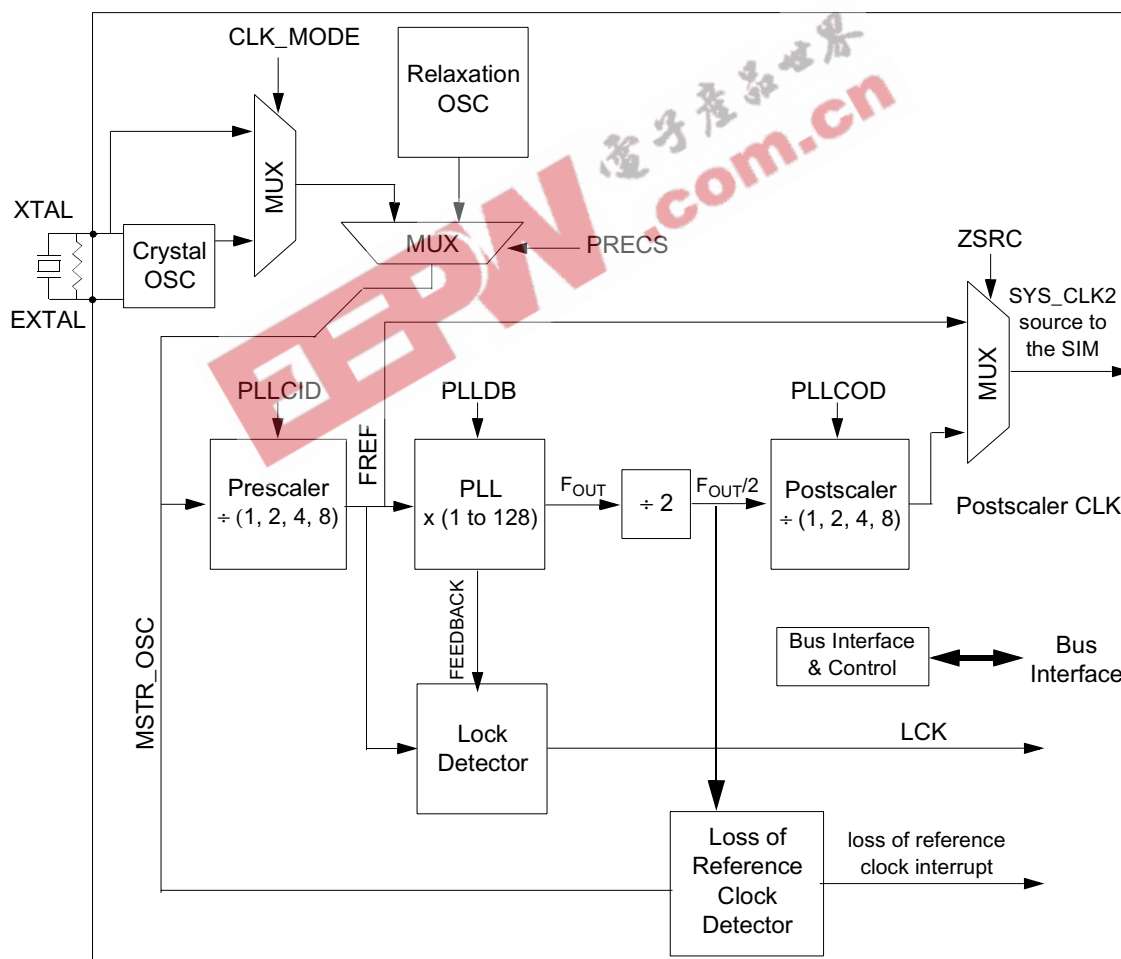 CLK_MODE
Relaxation
OSC
電子產品世界
.com.cn
EEPW
MUX
XTAL
Crystal
OSC
EXTAL
MUX
PRECS
ZSRC
SYS_CLK2
source to
the SIM
MUX
PLLCID
PLLDB
PLLCOD
FREF
Prescaler
÷ (1, 2, 4, 8)
PLL
x (1 to 128)
FOUT
÷ 2
FOUT/2
Postscaler
÷ (1, 2, 4, 8)
Postscaler CLK
FEEDBACK
MSTR_OSC
Bus Interface
& Control
Bus
Interface
Lock
Detector
LCK
Loss of
Reference
Clock
Detector
loss of reference
clock interrupt